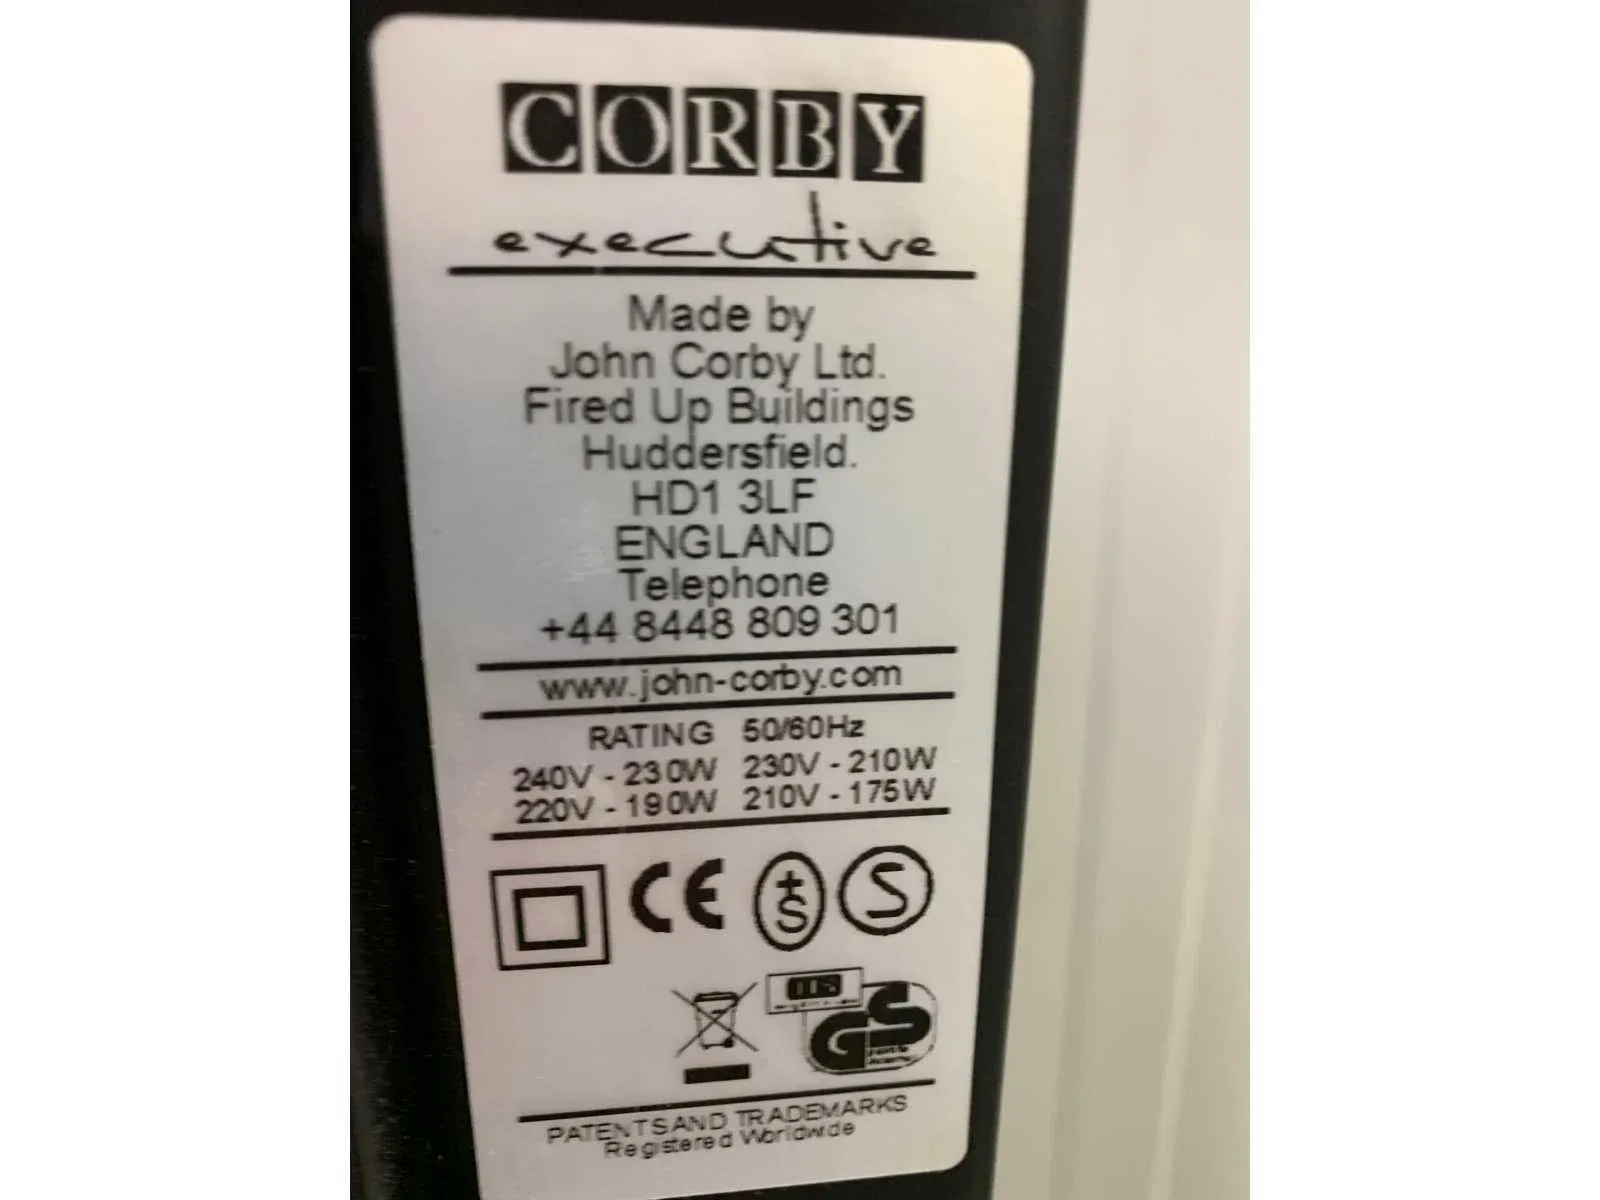 CORBY
executive
Made by
John Corby Ltd.
Fired Up Buildings
Huddersfield.
HD1 3LF
ENGLAND
Telephone
+44 8448 809 301
www.john-corby.com
RATING 50/60Hz
240V - 230W 230V - 210W
220V - 190W 210V - 175W
CE +S S
GS
PATENTS AND TRADEMARKS
Registered Worldwide